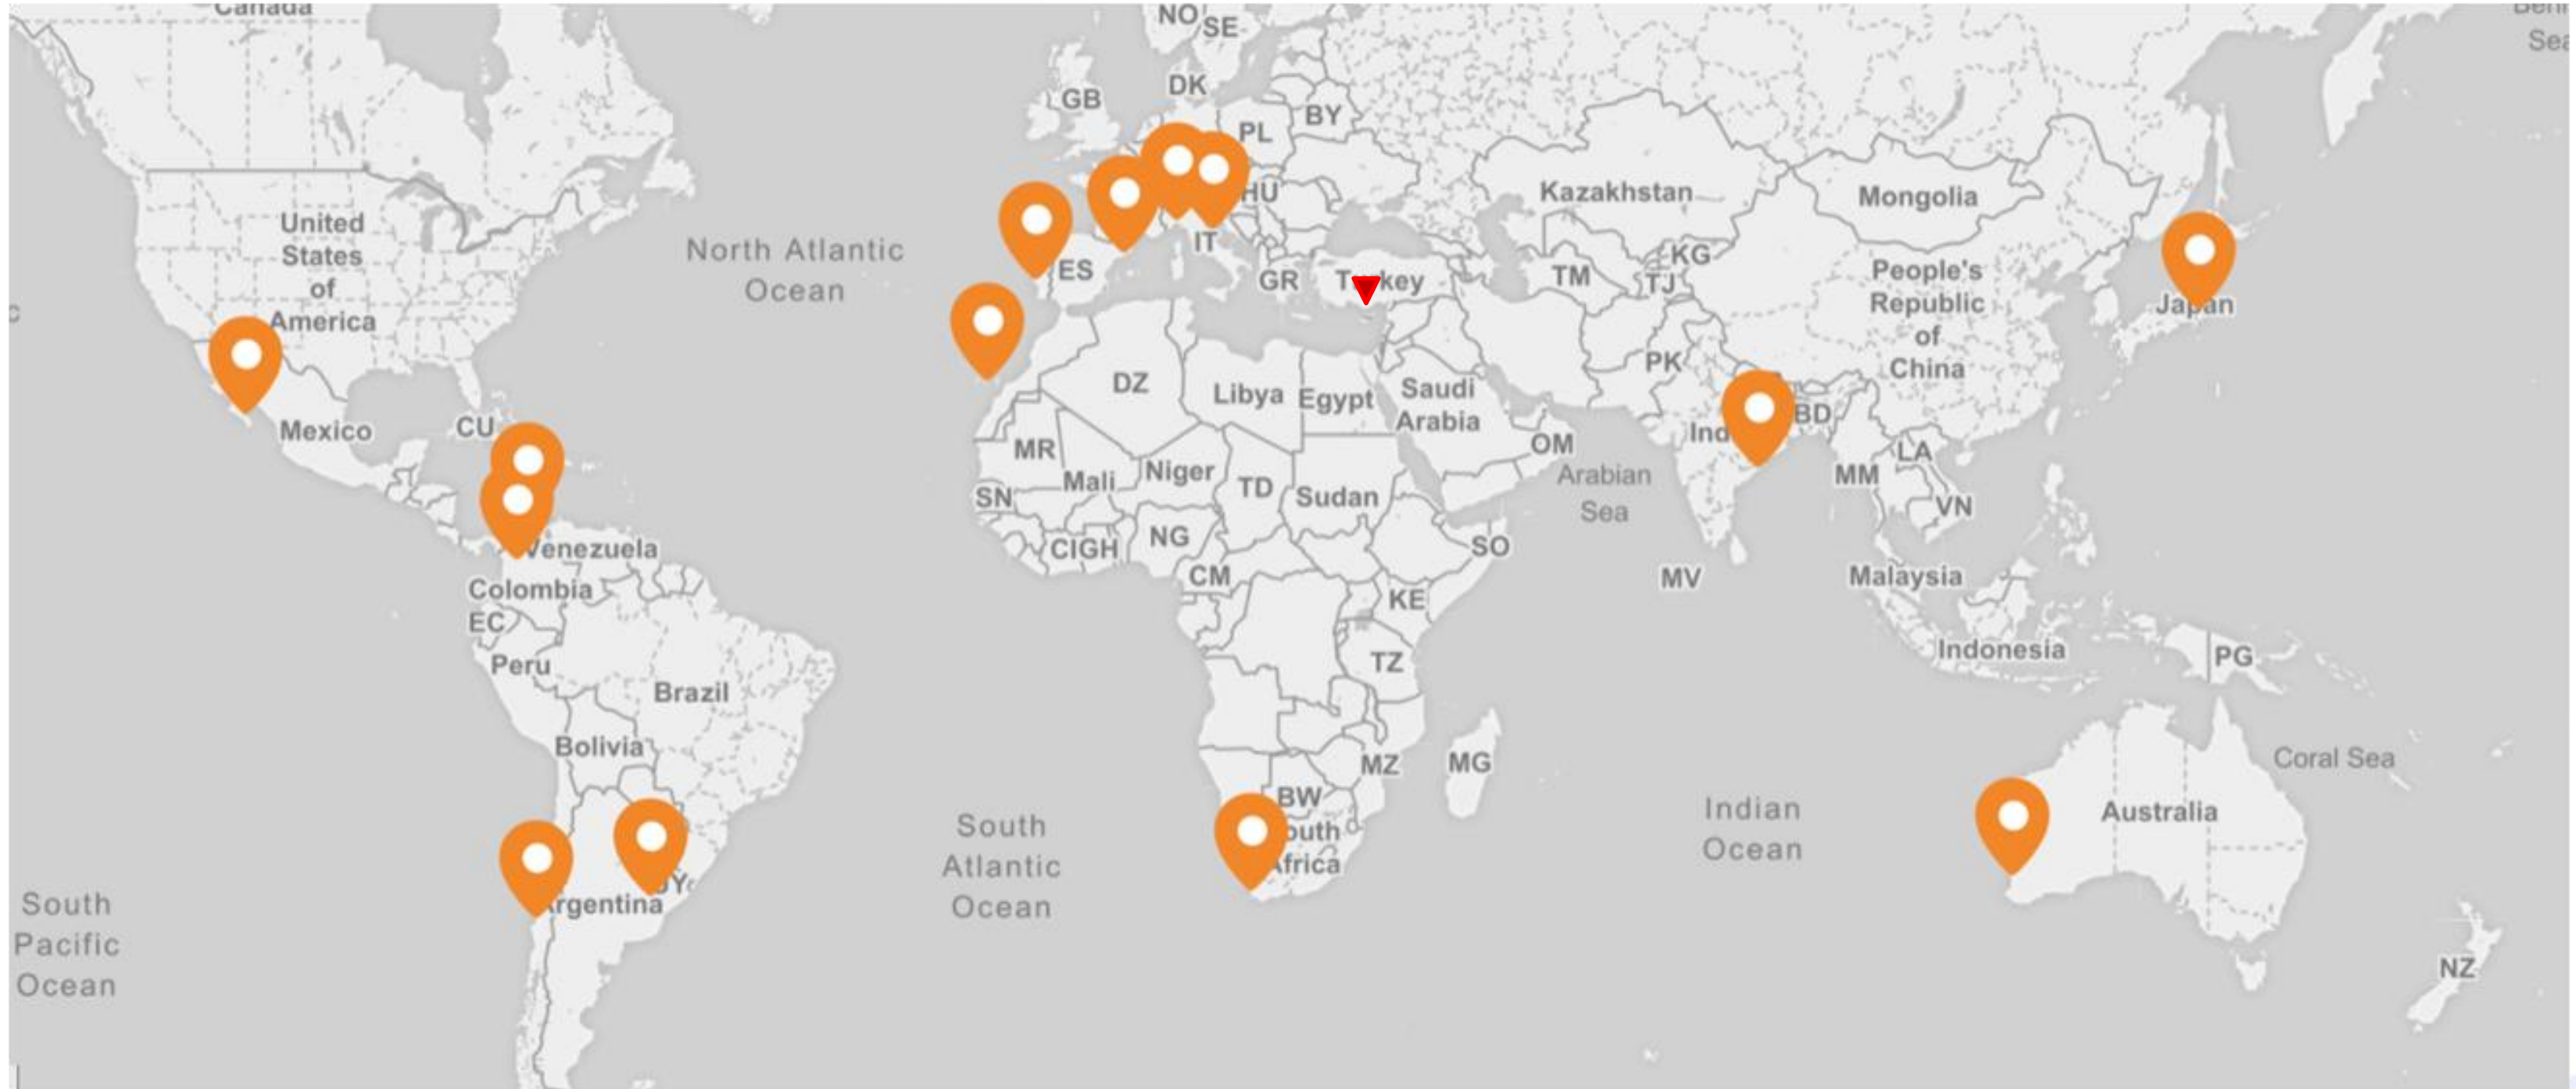 Canada
NO
SE
DK
GB
BY
PL
HU
Kazakhstan
Mongolia
United
States
of
America
North Atlantic
Ocean
IT
ES
GR
TM
KG
TJ
People's
Republic
of
China
Japan
PK
DZ
Libya
Egypt
Saudi
Arabia
Mexico
CU
BD
OM
MR
Mali
Niger
TD
Sudan
SN
Arabian
Sea
LA
MM
VN
Venezuela
CI
GH
NG
SO
CM
MV
Malaysia
Colombia
EC
KE
Peru
TZ
Indonesia
PG
Brazil
Bolivia
MZ
MG
Coral Sea
BW
Indian
Ocean
Australia
South
Atlantic
Ocean
Africa
Argentina
South
Pacific
Ocean
NZ